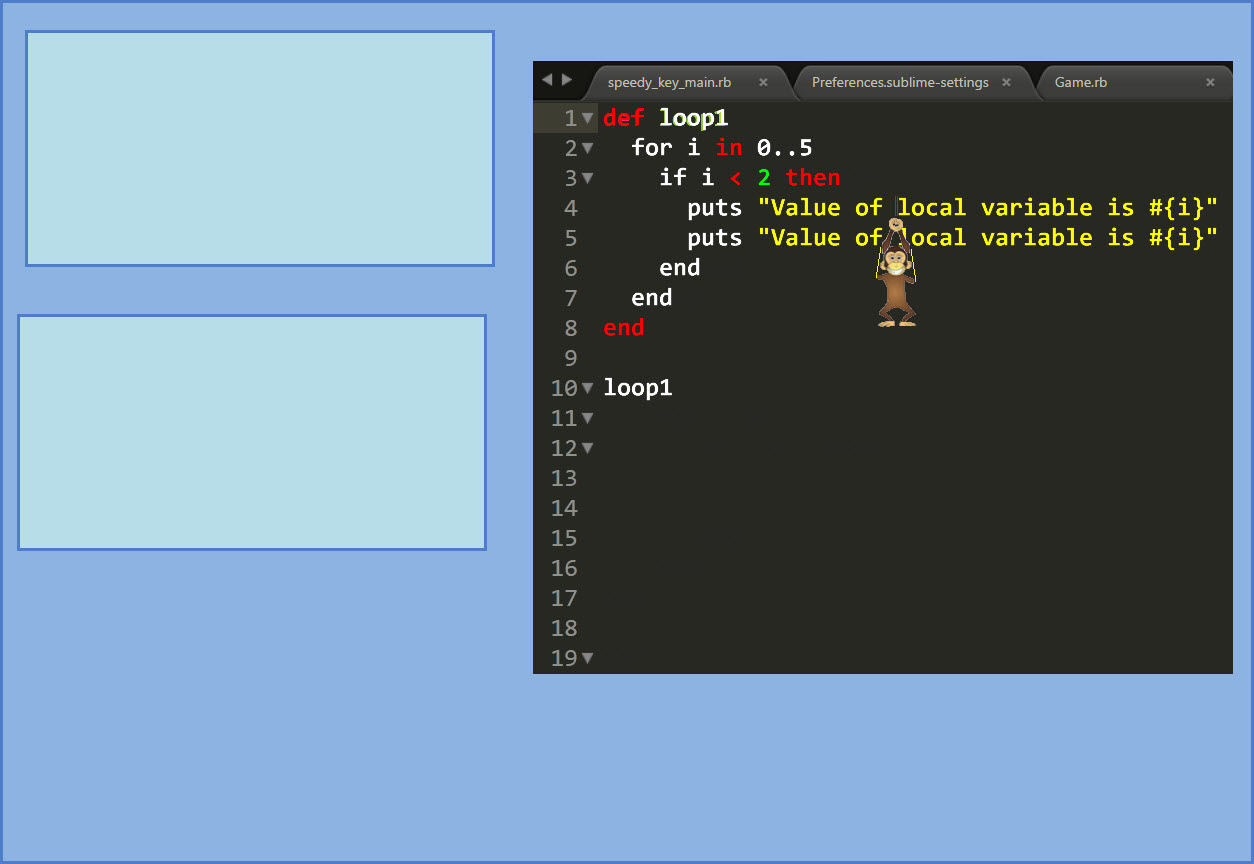 speedy_key_main.rb × Preferences.sublime-settings × Game.rb ×
1 def loop1
2   for i in 0..5
3     if i < 2 then
4       puts "Value of local variable is #{i}"
5       puts "Value of local variable is #{i}"
6     end
7   end
8 end
9
10 loop1
11
12
13
14
15
16
17
18
19